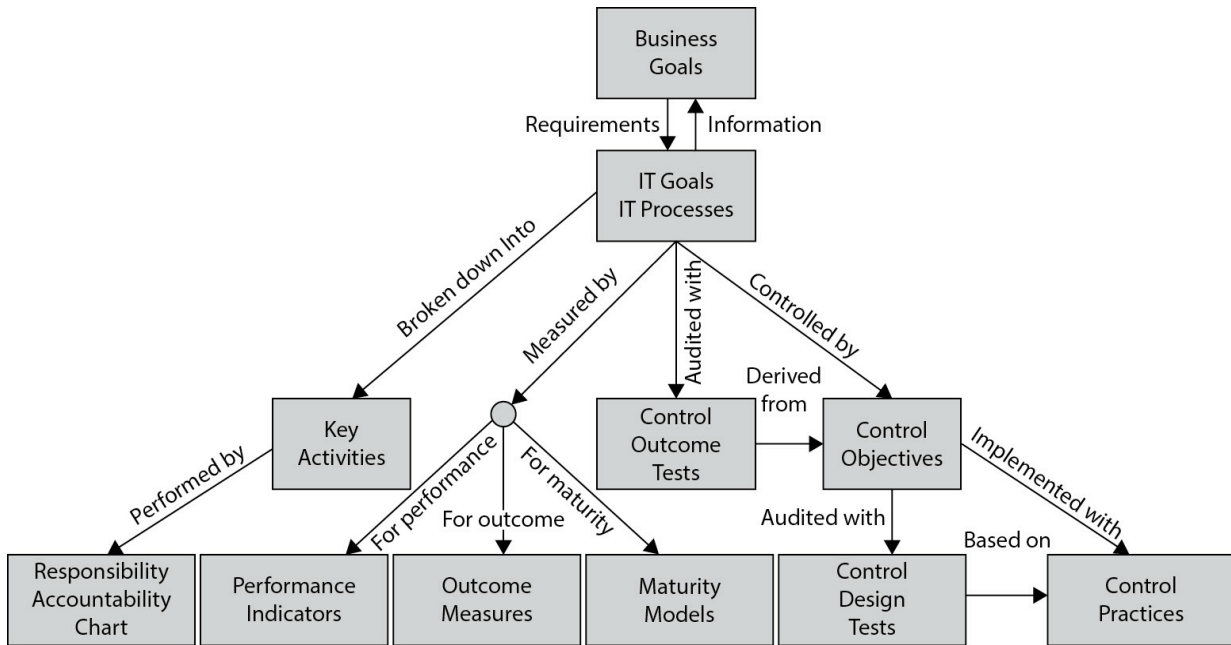 Business
Goals
Requirements
Information
IT Goals
IT Processes
Broken down Into
Measured by
Audited with
Controlled by
Key
Activities
Control
Outcome
Tests
Derived
from
Control
Objectives
Performed by
For performance
For outcome
For maturity
Audited with
Based on
Implemented with
Responsibility
Accountability
Chart
Performance
Indicators
Outcome
Measures
Maturity
Models
Control
Design
Tests
Control
Practices